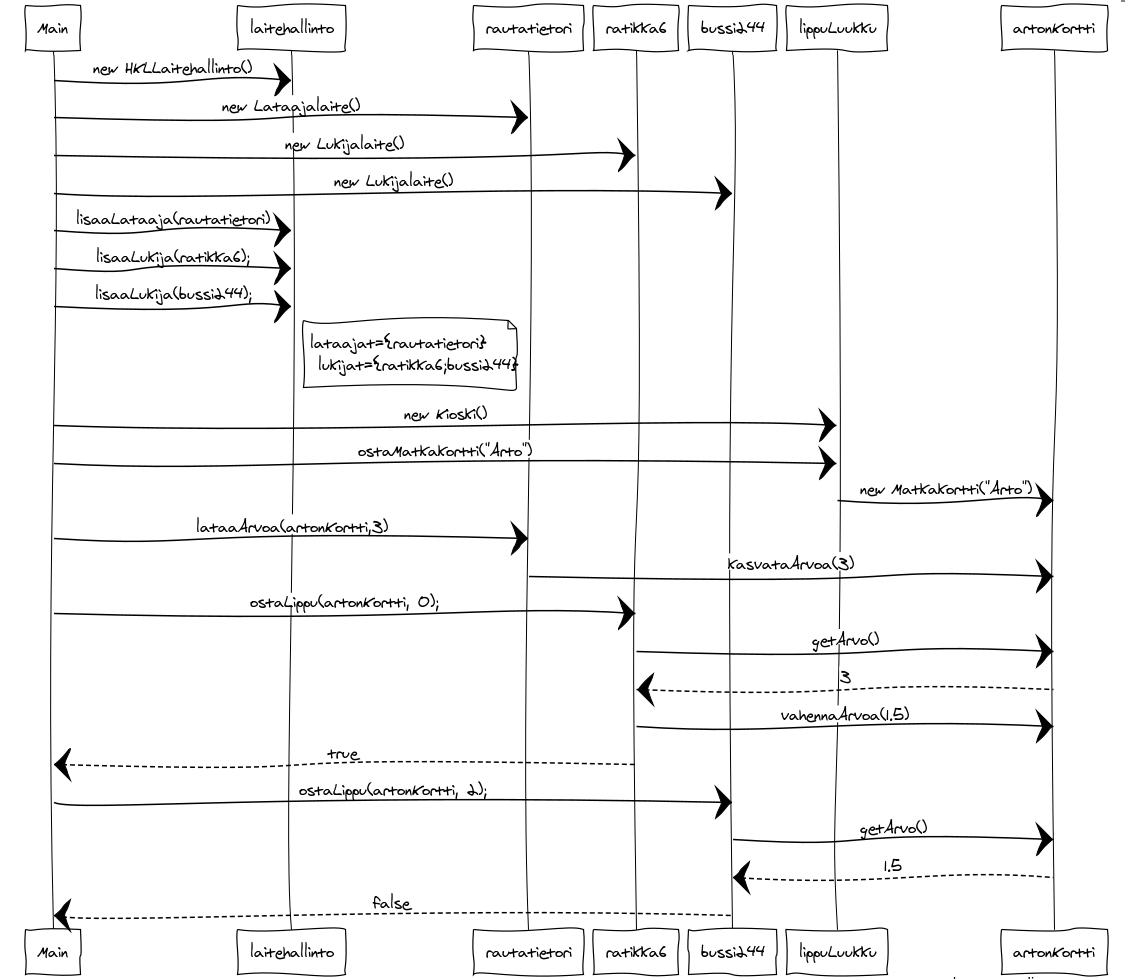 Main laitehallinto rautatietori ratikka6 bussi244 lippuLuukku artonKortti
new HKLLaitehallinto()
new Lataajalaite()
new Lukijalaite()
new Lukijalaite()
lisaaLataaja(rautatietori)
lisaaLukija(ratikka6);
lisaaLukija(bussi244);
lataajat={rautatietori}
lukijat={ratikka6;bussi244}
new Kioski()
ostaMatkakortti("Arto")
new Matkakortti("Arto")
lataaArvoa(artonKortti,3)
kasvataArvoa(3)
ostaLippu(artonKortti, 0);
getArvo()
3
vahennaArvoa(1.5)
true
ostaLippu(artonKortti, 2);
getArvo()
1.5
false
Main laitehallinto rautatietori ratikka6 bussi244 lippuLuukku artonKortti